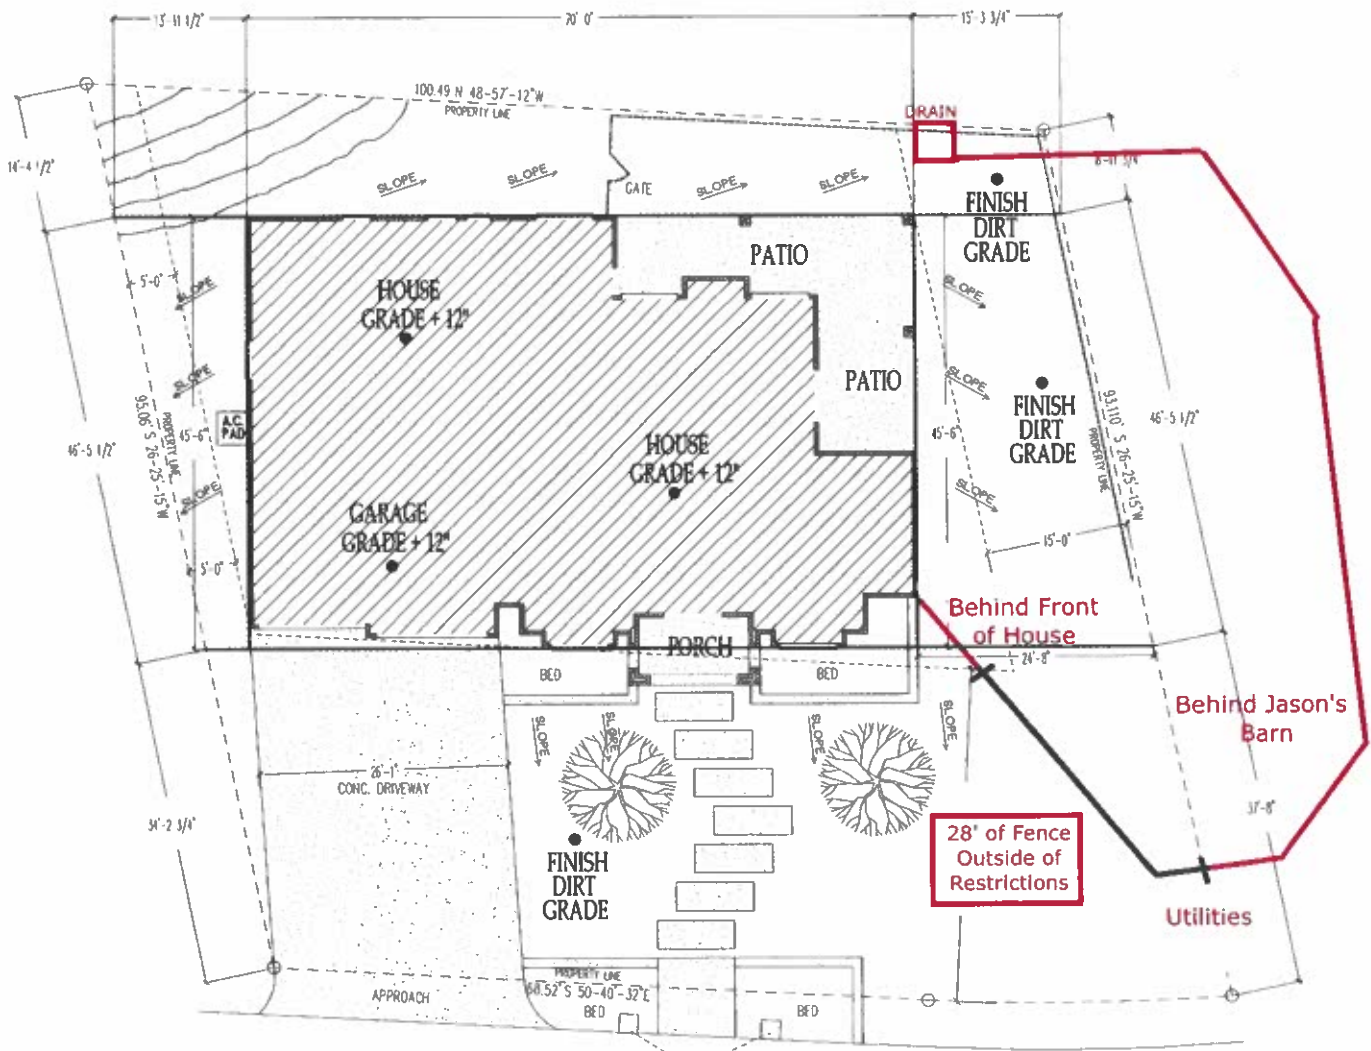 13'-11 1/2"
70' 0"
15'-3 3/4"
100.49 N 48-57'-12"W
PROPERTY LINE
DRAIN
14'-4 1/2"
SLOPE
SLOPE
SLOPE
SLOPE
GATE
FINISH
DIRT
GRADE
PATIO
5'-0"
SLOPE
HOUSE
GRADE + 12"
SLOPE
SLOPE
PATIO
SLOPE
FINISH
DIRT
GRADE
A.C.
PAD
46'-5 1/2"
95.06' S 26-25'-15"W
PROPERTY LINE
45'-6"
HOUSE
GRADE + 12"
45'-6"
93.110' S 26-25'-15"W
PROPERTY LINE
46'-5 1/2"
SLOPE
SLOPE
GARAGE
GRADE + 12"
15'-0"
5'-0"
Behind Front
of House
PORCH
24'-8"
BED
BED
Behind Jason's
Barn
SLOPE
SLOPE
SLOPE
SLOPE
26'-1"
CONC. DRIVEWAY
34'-2 3/4"
37'-8"
28' of Fence
Outside of
Restrictions
FINISH
DIRT
GRADE
Utilities
PROPERTY LINE
68.52' S 50-40'-32"E
APPROACH
BED
BED